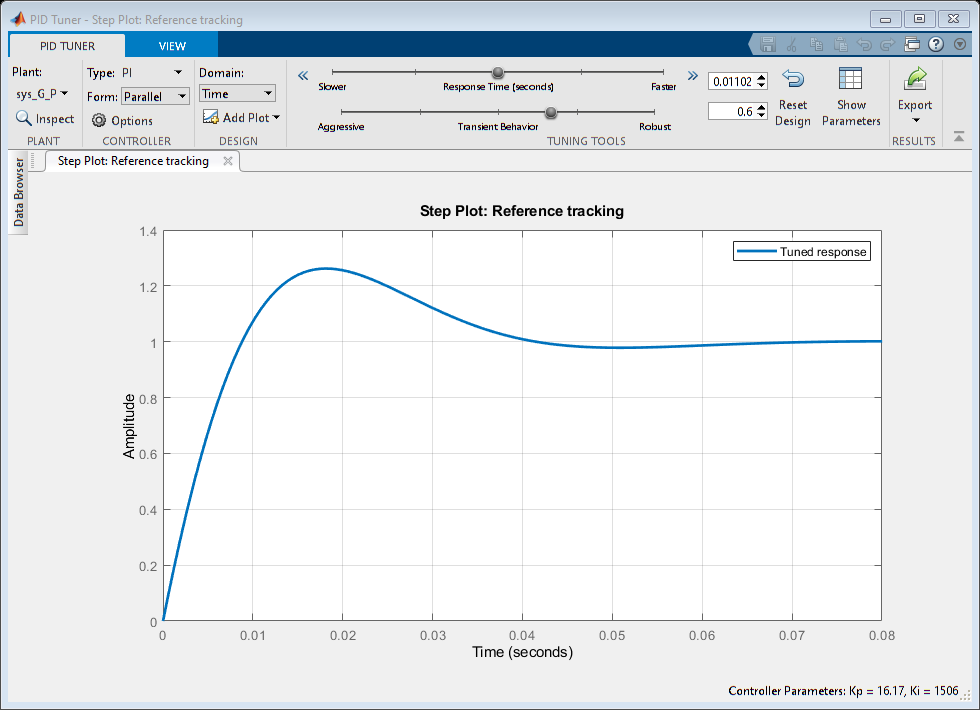 PID Tuner - Step Plot: Reference tracking
PID TUNER
VIEW
Plant:
sys_G_P
Inspect
PLANT
Type: PI
Form: Parallel
Options
CONTROLLER
Domain:
Time
Add Plot
DESIGN
Slower
Response Time (seconds)
Faster
0.01102
Aggressive
Transient Behavior
Robust
0.6
TUNING TOOLS
Reset
Design
Show
Parameters
Export
RESULTS
Data Browser
Step Plot: Reference tracking
Step Plot: Reference tracking
Tuned response
1.4
1.2
1
0.8
0.6
0.4
0.2
0
Amplitude
0 0.01 0.02 0.03 0.04 0.05 0.06 0.07 0.08
Time (seconds)
Controller Parameters: Kp = 16.17, Ki = 1506